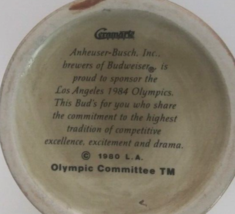 Ceramarte
Anheuser-Busch, Inc.,
brewers of Budweiser®, is
proud to sponsor the
Los Angeles 1984 Olympics.
This Bud's for you who share
the commitment to the highest
tradition of competitive
excellence, excitement and drama.
© 1980 L.A.
Olympic Committee TM